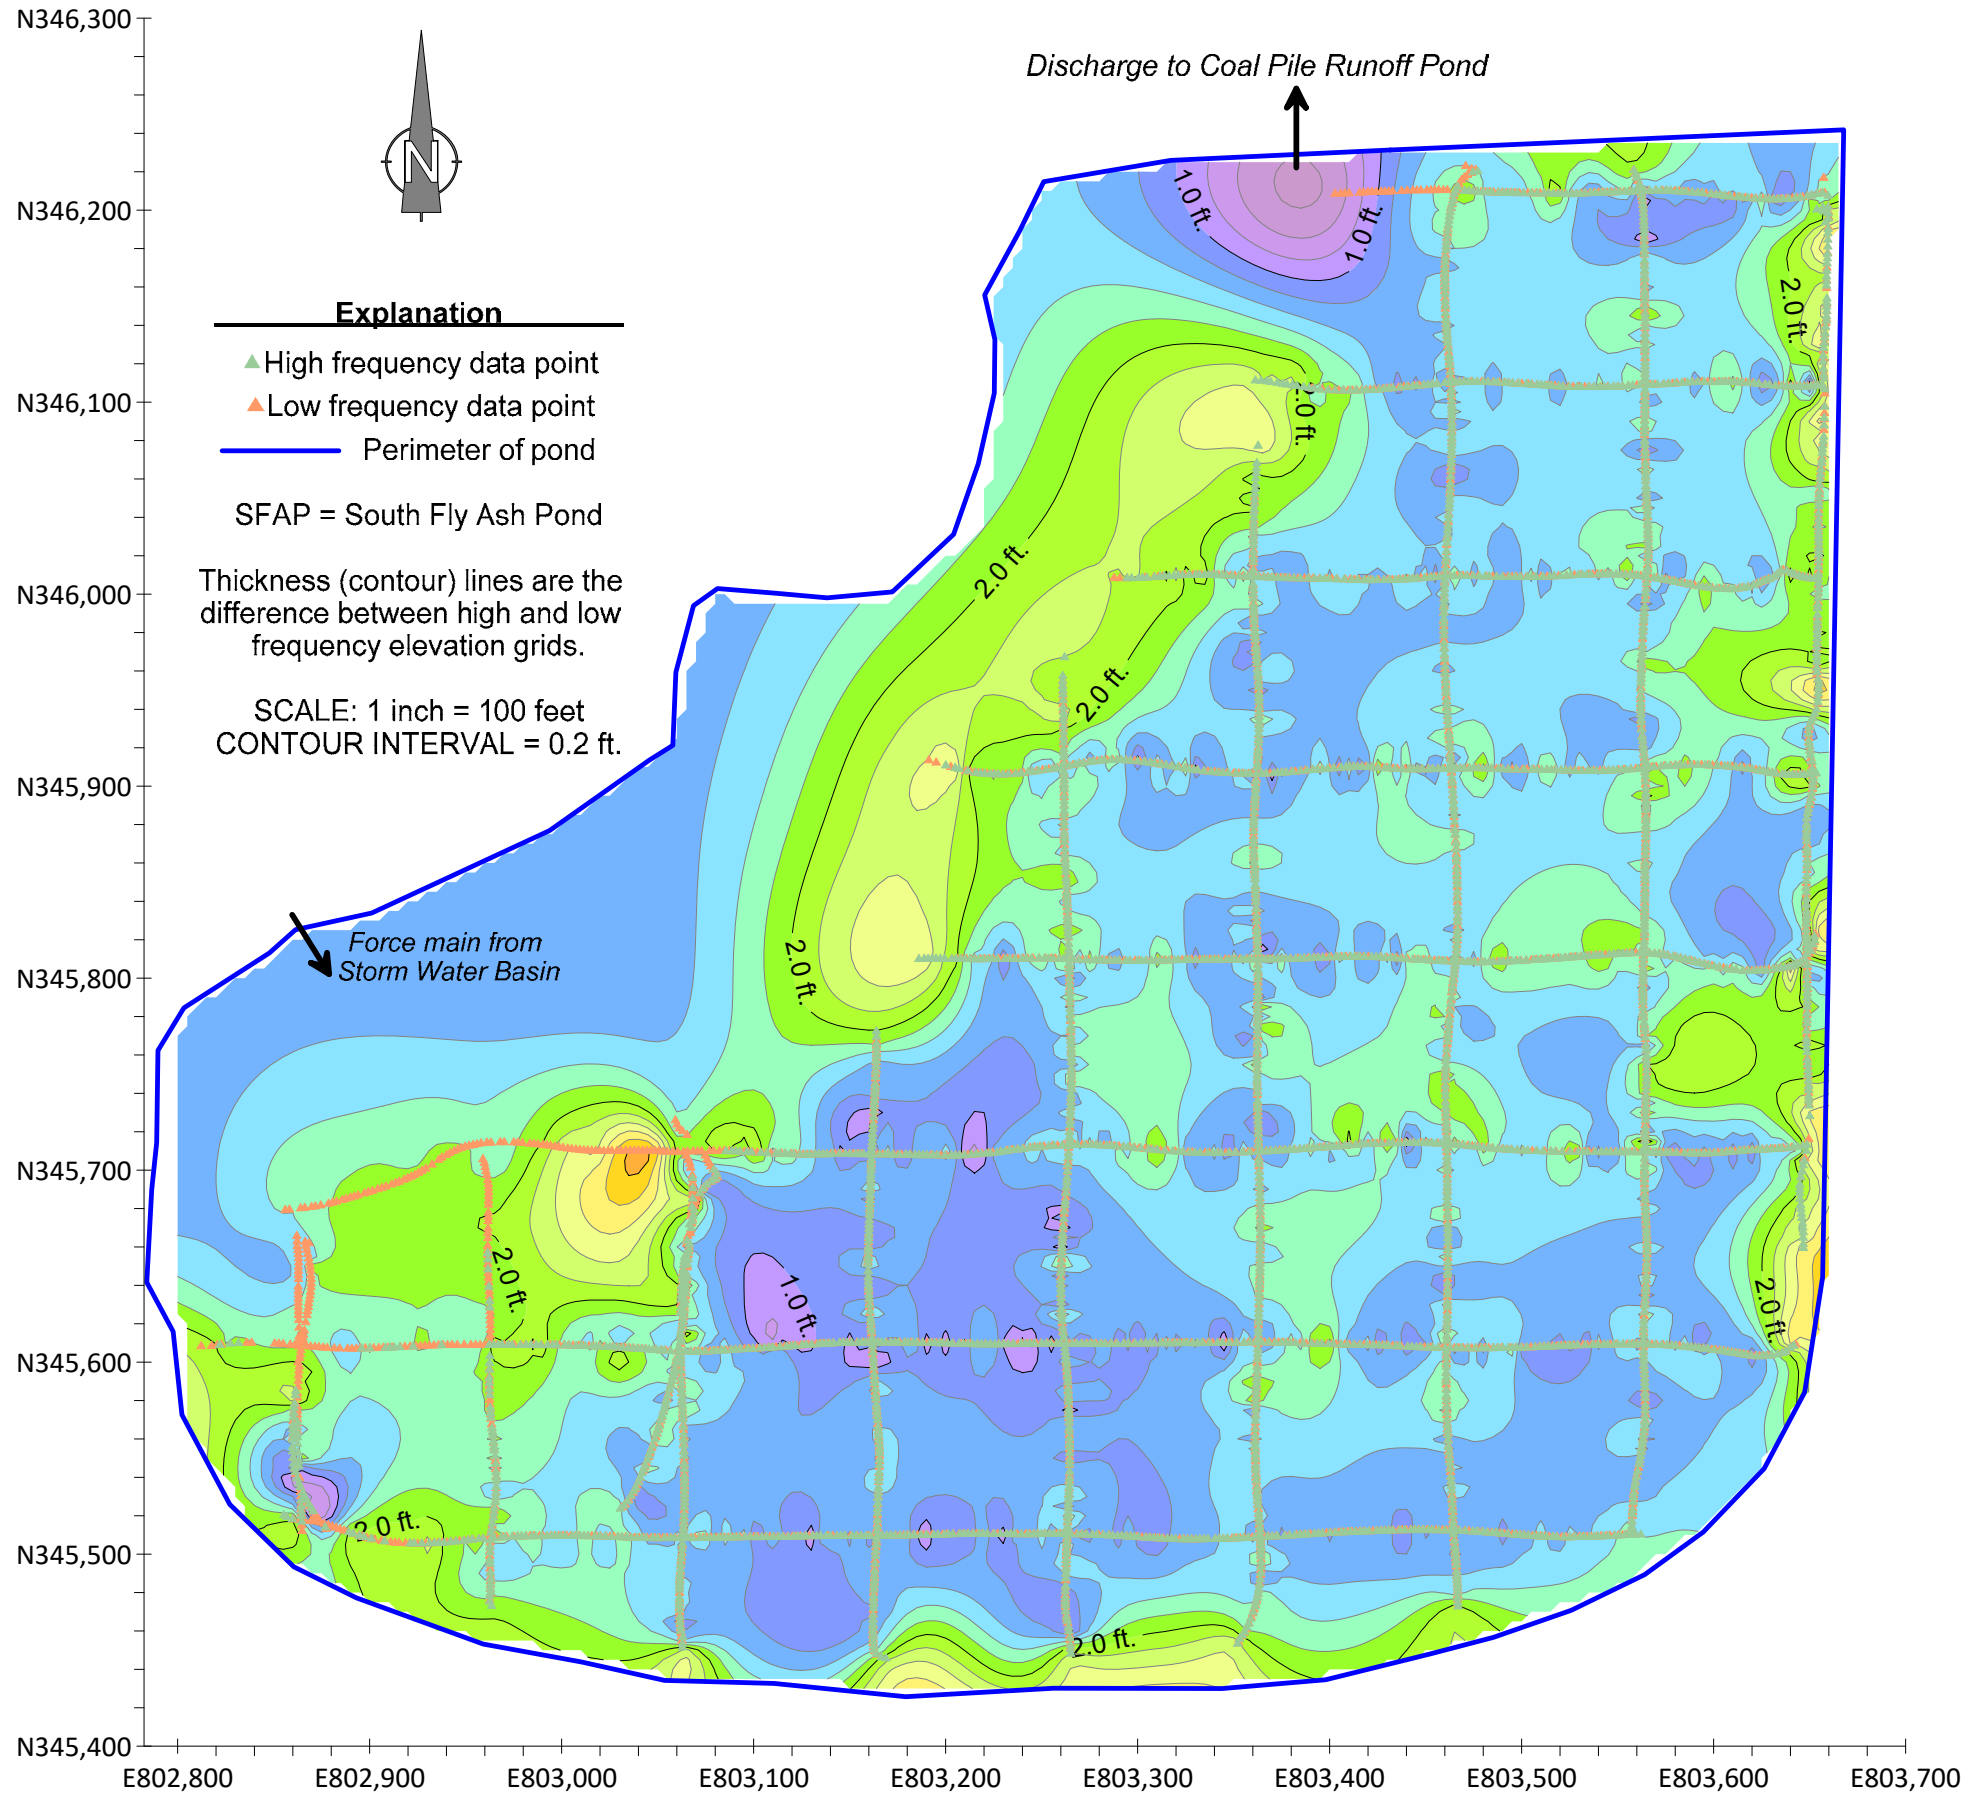 N346,300
N346,200
N346,100
N346,000
N345,900
N345,800
N345,700
N345,600
N345,500
N345,400
E802,800
E802,900
E803,000
E803,100
E803,200
E803,300
E803,400
E803,500
E803,600
E803,700
N
Discharge to Coal Pile Runoff Pond
Explanation
High frequency data point
Low frequency data point
Perimeter of pond
SFAP = South Fly Ash Pond
Thickness (contour) lines are the
difference between high and low
frequency elevation grids.
SCALE: 1 inch = 100 feet
CONTOUR INTERVAL = 0.2 ft.
Force main from
Storm Water Basin
1.0 ft.
1.0 ft.
2.0 ft.
2.0 ft.
2.0 ft.
2.0 ft.
2.0 ft.
2.0 ft.
1.0 ft.
2.0 ft.
2.0 ft.
2.0 ft.